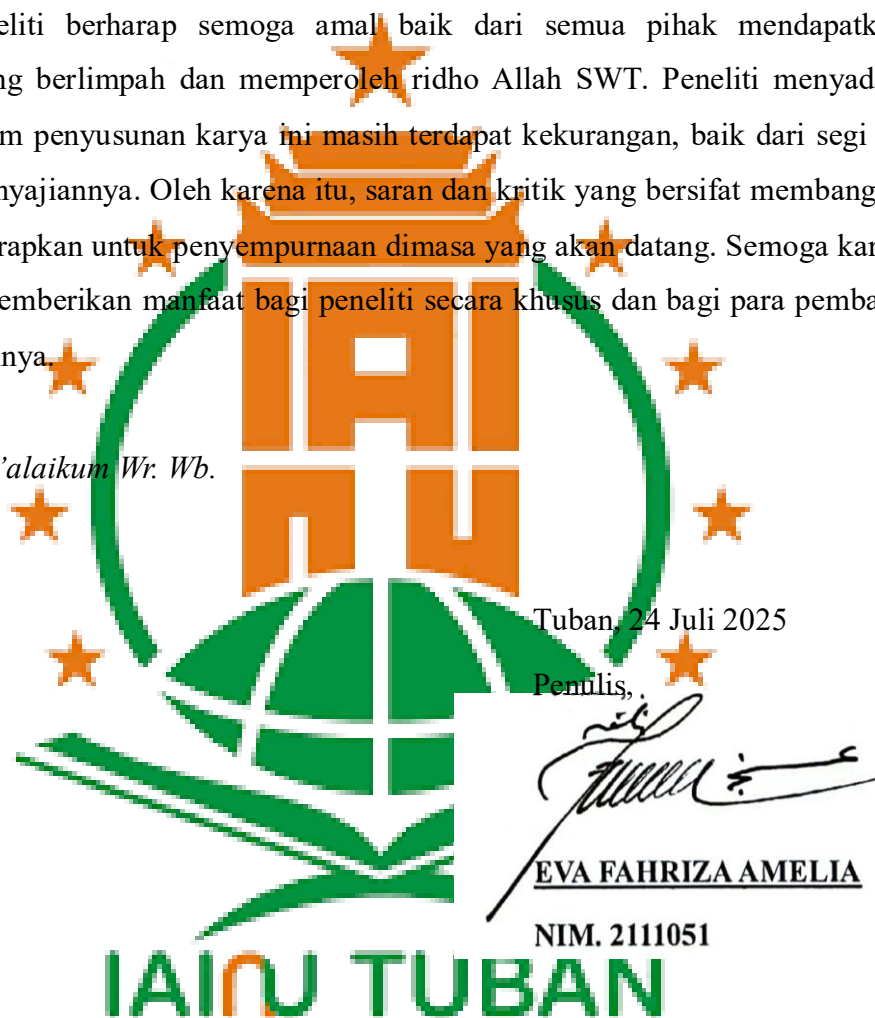 eliti berharap semoga amal baik dari semua pihak mendapatk
ng berlimpah dan memperoleh ridho Allah SWT. Peneliti menyad
m penyusunan karya ini masih terdapat kekurangan, baik dari segi
nyajiannya. Oleh karena itu, saran dan kritik yang bersifat membang
rapkan untuk penyempurnaan dimasa yang akan datang. Semoga kar
emberikan manfaat bagi peneliti secara khusus dan bagi para pemba
nnya.
'alaikum Wr. Wb.
IAI
NU
Tuban, 24 Juli 2025
Penulis,
EVA FAHRIZA AMELIA
NIM. 2111051
IAINU TUBAN